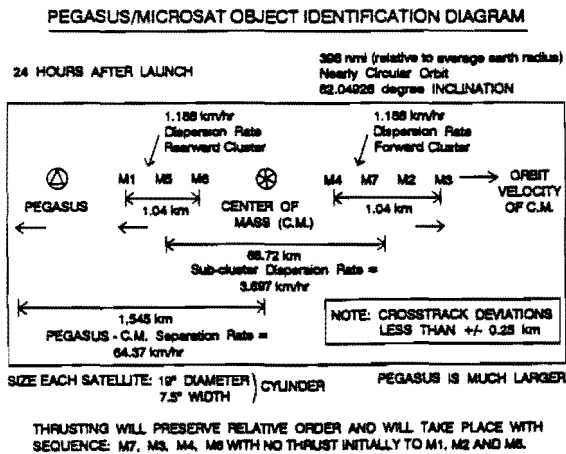 PEGASUS/MICROSAT OBJECT IDENTIFICATION DIAGRAM
24 HOURS AFTER LAUNCH
398 nmi (relative to average earth radius)
Nearly Circular Orbit
82.04926 degree INCLINATION
1.188 km/hr
Dispersion Rate
Rearward Cluster
1.188 km/hr
Dispersion Rate
Forward Cluster
PEGASUS
M1 M5 M6
1.04 km
CENTER OF
MASS (C.M.)
M4 M7 M2 M3
1.04 km
ORBIT
VELOCITY
OF C.M.
88.72 km
Sub-cluster Dispersion Rate =
3.697 km/hr
1,545 km
PEGASUS - C.M. Separation Rate =
64.37 km/hr
NOTE: CROSSTRACK DEVIATIONS
LESS THAN +/- 0.25 km
SIZE EACH SATELLITE: 19" DIAMETER
7.5" WIDTH
) CYLINDER
PEGASUS IS MUCH LARGER
THRUSTING WILL PRESERVE RELATIVE ORDER AND WILL TAKE PLACE WITH
SEQUENCE: M7, M3, M4, M6 WITH NO THRUST INITIALLY TO M1, M2 AND M5.